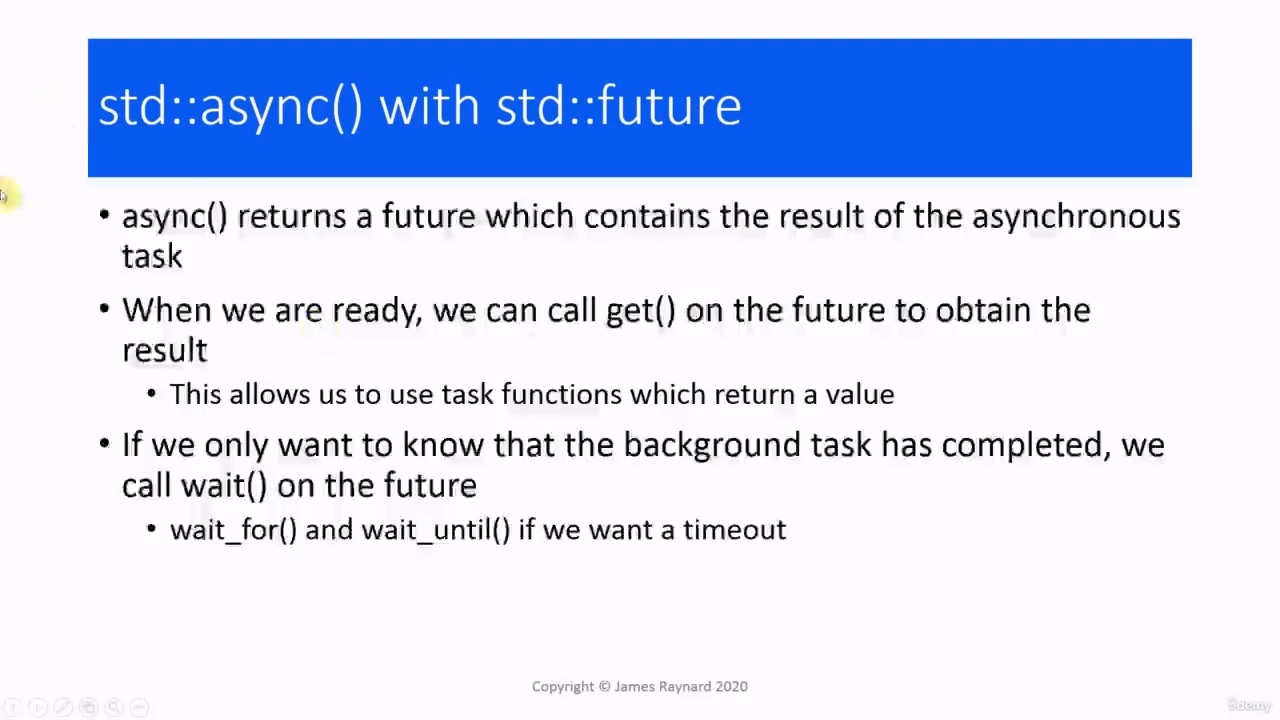 std::async() with std::future
• async() returns a future which contains the result of the asynchronous
task
• When we are ready, we can call get() on the future to obtain the
result
• This allows us to use task functions which return a value
• If we only want to know that the background task has completed, we
call wait() on the future
• wait_for() and wait_until() if we want a timeout
Copyright © James Raynard 2020
ûdemy